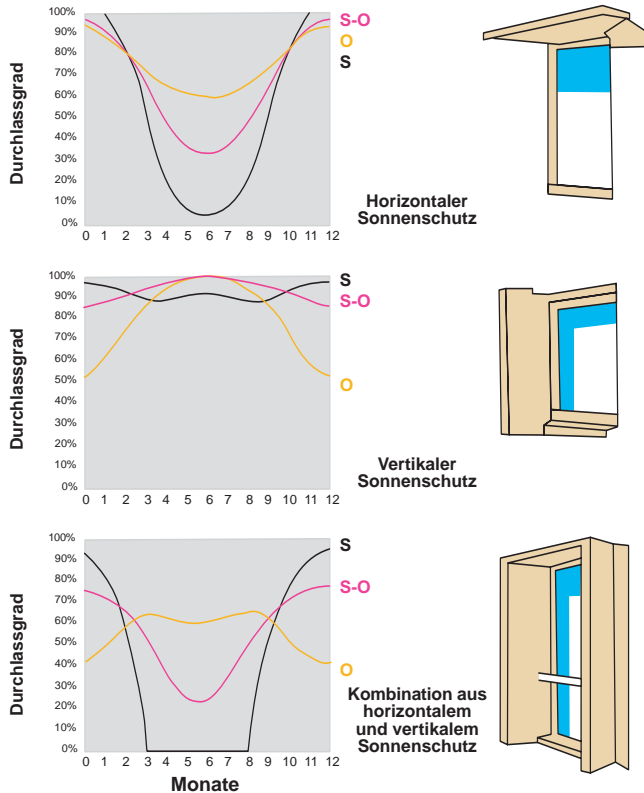 Durchlassgrad
100%
90%
80%
70%
60%
50%
40%
30%
20%
10%
0%
0 1 2 3 4 5 6 7 8 9 10 11 12
S-O
O
S
Horizontaler
Sonnenschutz
Durchlassgrad
100%
90%
80%
70%
60%
50%
40%
30%
20%
10%
0%
0 1 2 3 4 5 6 7 8 9 10 11 12
S
S-O
O
Vertikaler
Sonnenschutz
Durchlassgrad
100%
90%
80%
70%
60%
50%
40%
30%
20%
10%
0%
0 1 2 3 4 5 6 7 8 9 10 11 12
S
S-O
O
Kombination aus
horizontalem
und vertikalem
Sonnenschutz
Monate